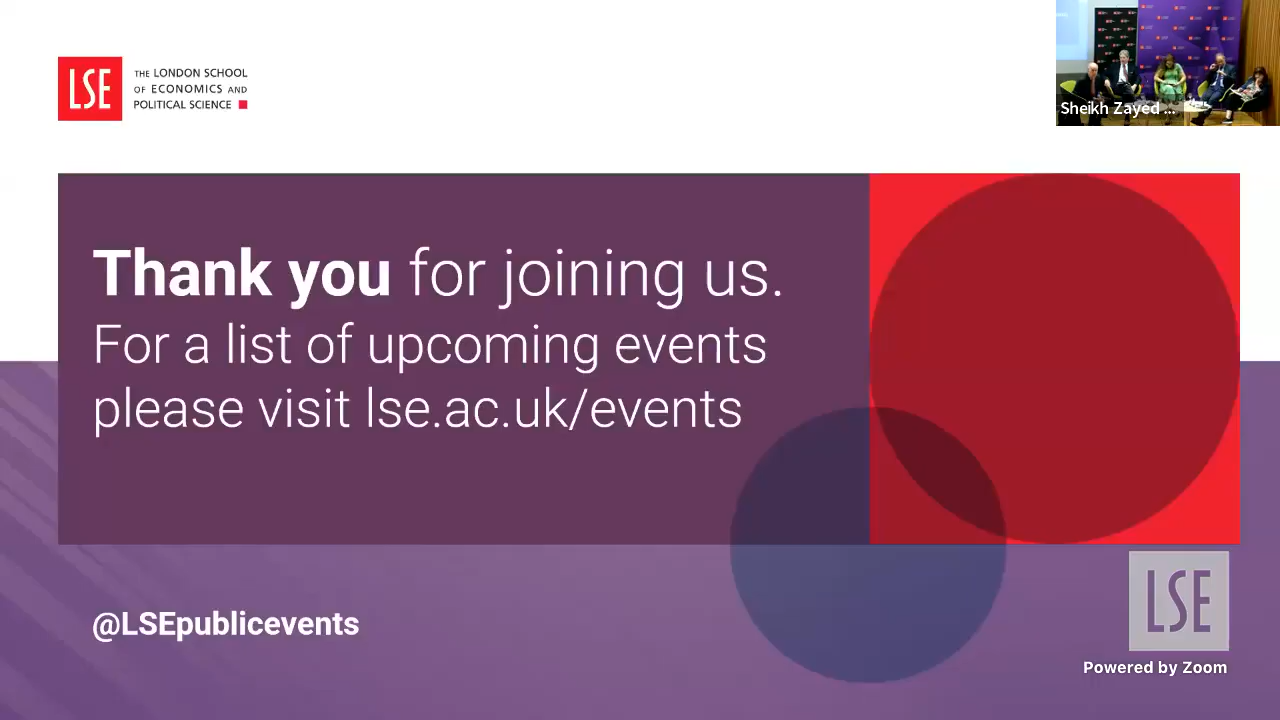 LSE
THE LONDON SCHOOL
OF ECONOMICS AND
POLITICAL SCIENCE
Sheikh Zayed ...
Thank you for joining us.
For a list of upcoming events
please visit lse.ac.uk/events
@LSEpublicevents
LSE
Powered by Zoom